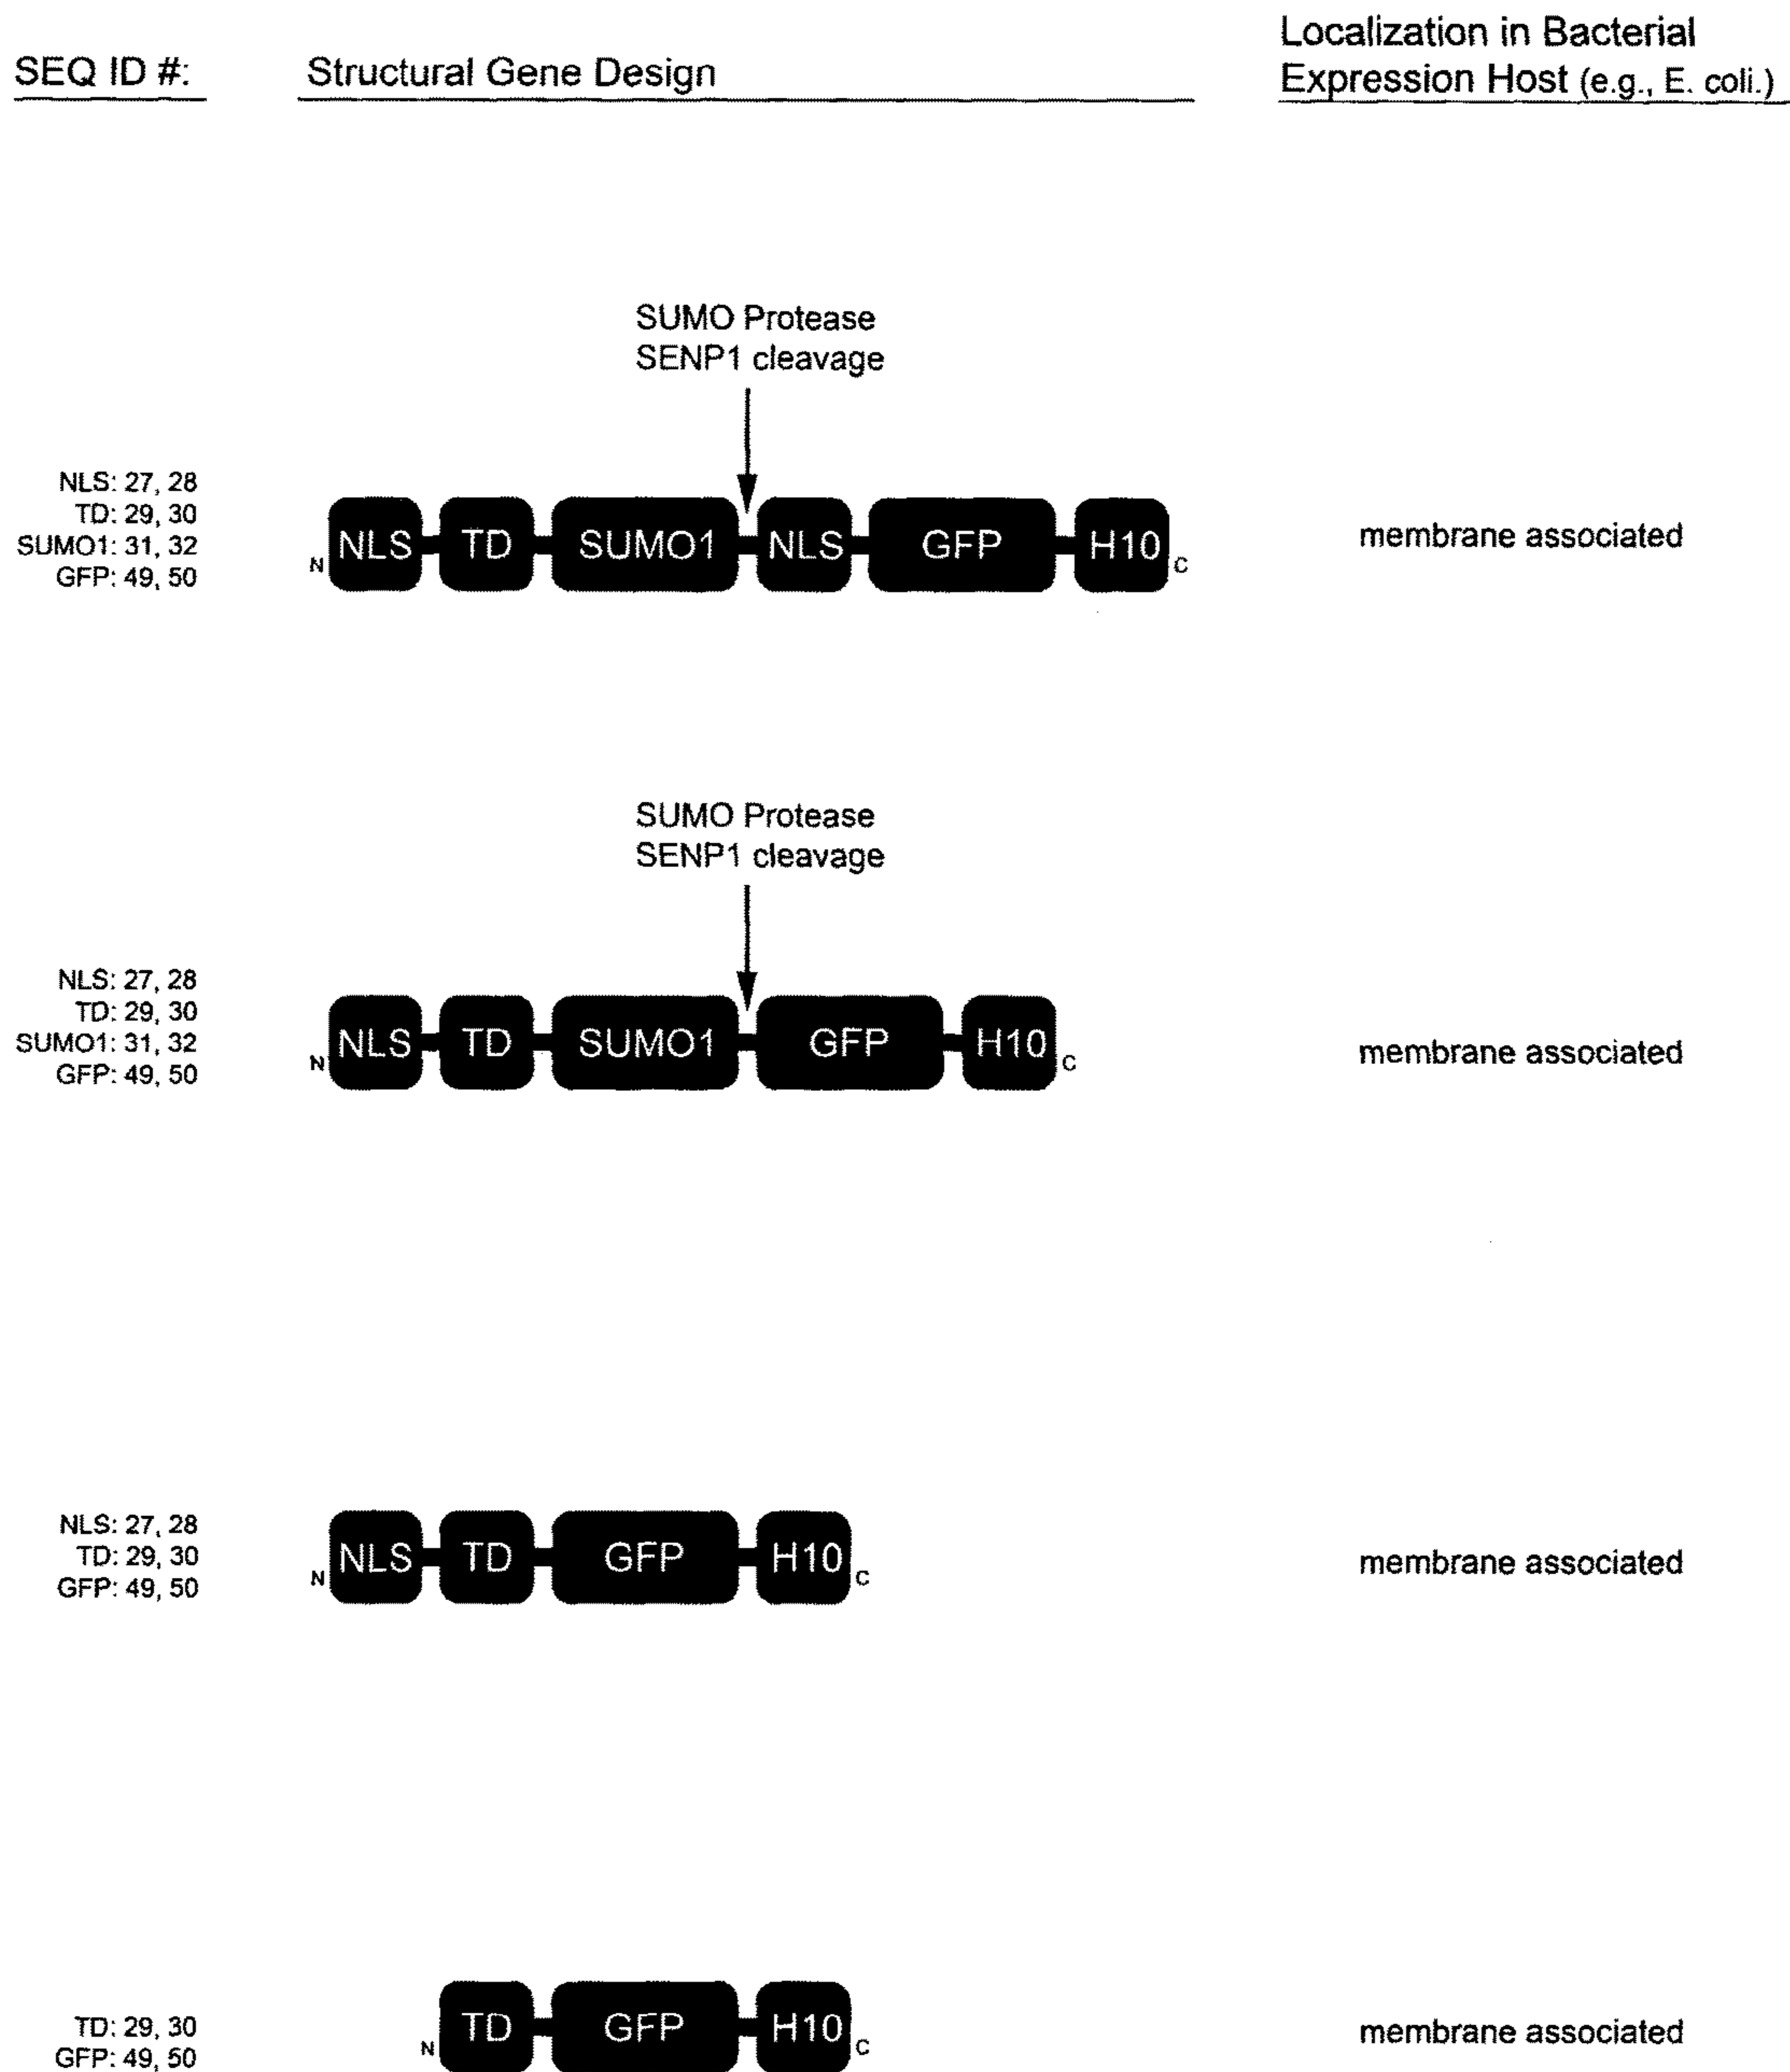 SEQ ID #:
Structural Gene Design
Localization in Bacterial
Expression Host (e.g., E. coli.)
SUMO Protease
SENP1 cleavage
NLS: 27, 28
TD: 29, 30
SUMO1: 31, 32
GFP: 49, 50
N NLS TD SUMO1 NLS GFP H10 C
membrane associated
SUMO Protease
SENP1 cleavage
NLS: 27, 28
TD: 29, 30
SUMO1: 31, 32
GFP: 49, 50
N NLS TD SUMO1 GFP H10 C
membrane associated
NLS: 27, 28
TD: 29, 30
GFP: 49, 50
N NLS TD GFP H10 C
membrane associated
TD: 29, 30
GFP: 49, 50
N TD GFP H10 C
membrane associated